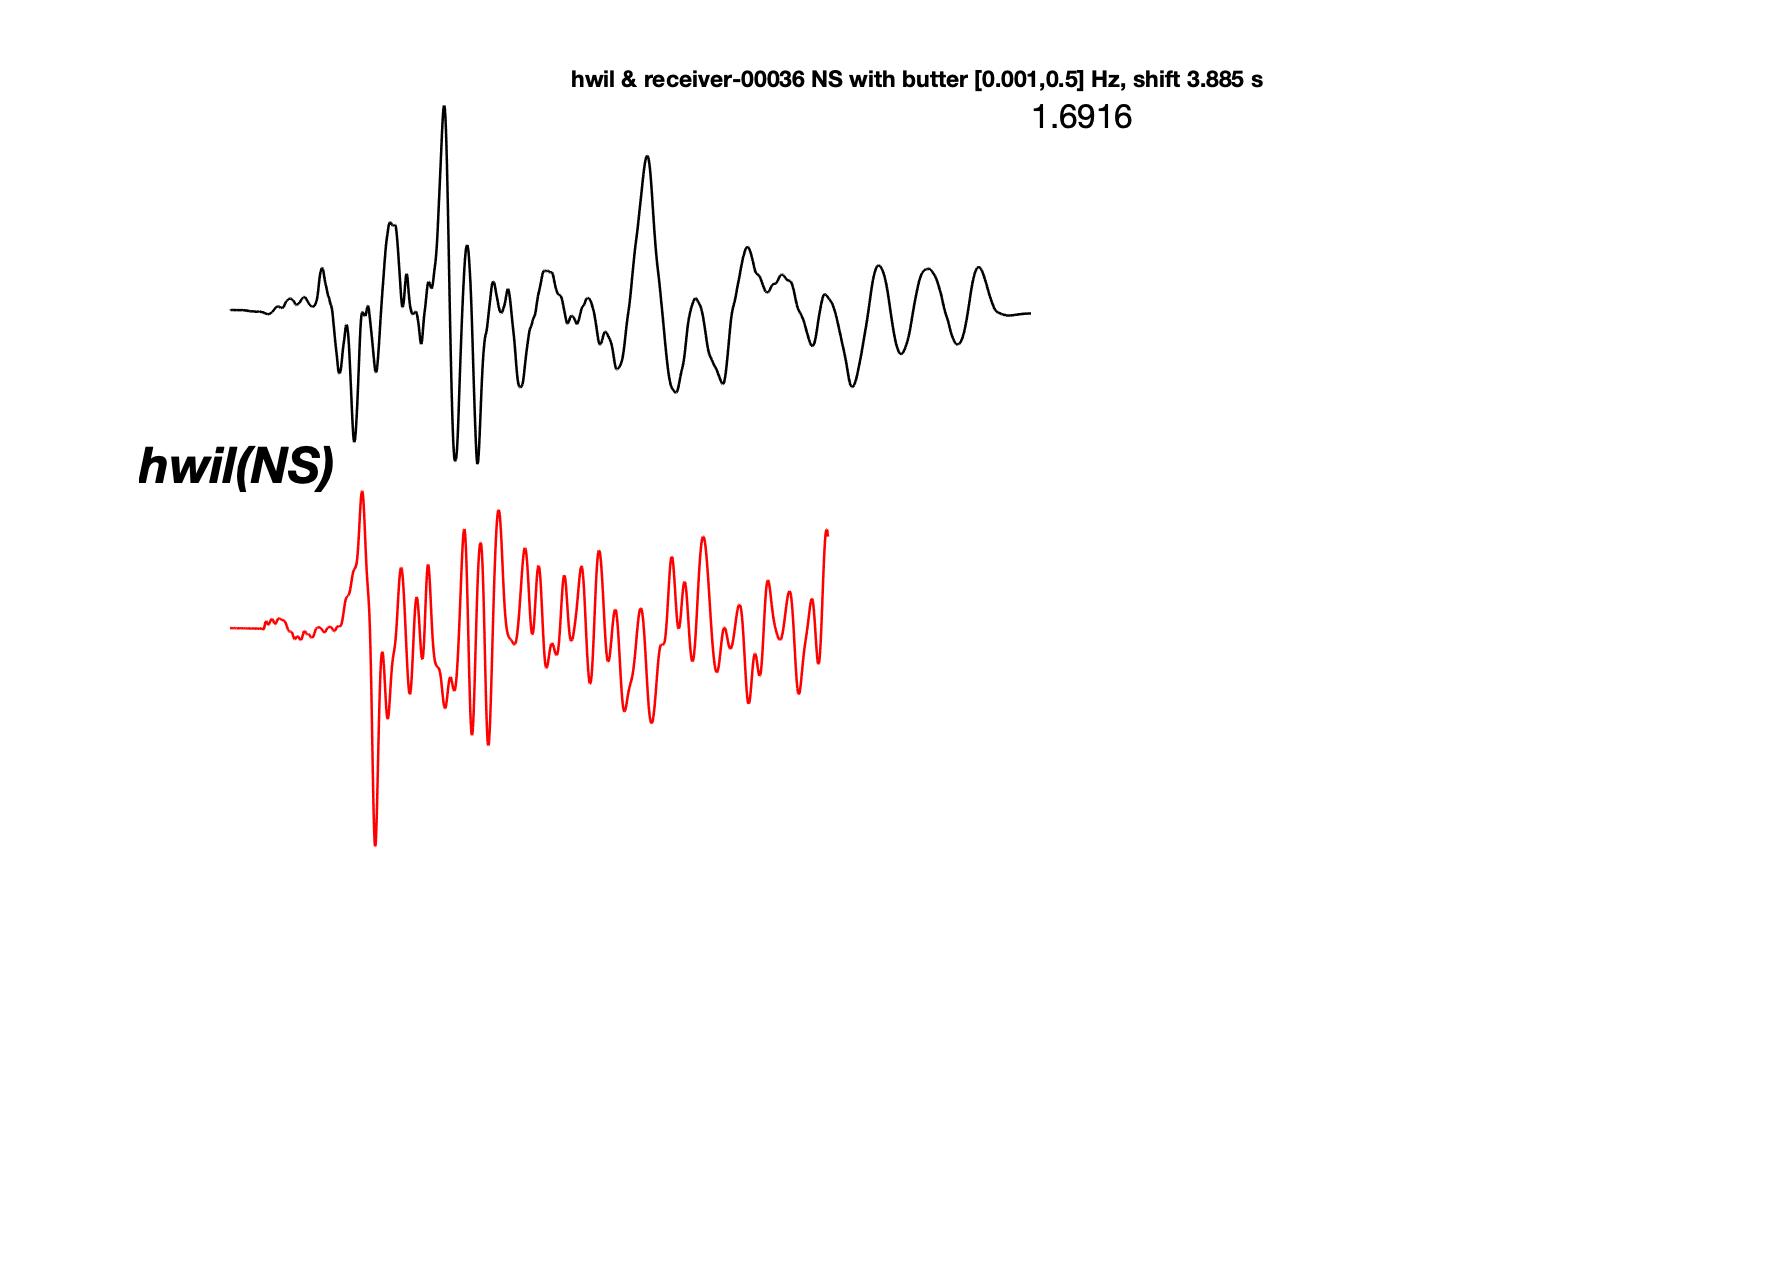 hwil & receiver-00036 NS with butter [0.001,0.5] Hz, shift 3.885 s
1.6916
hwil(NS)